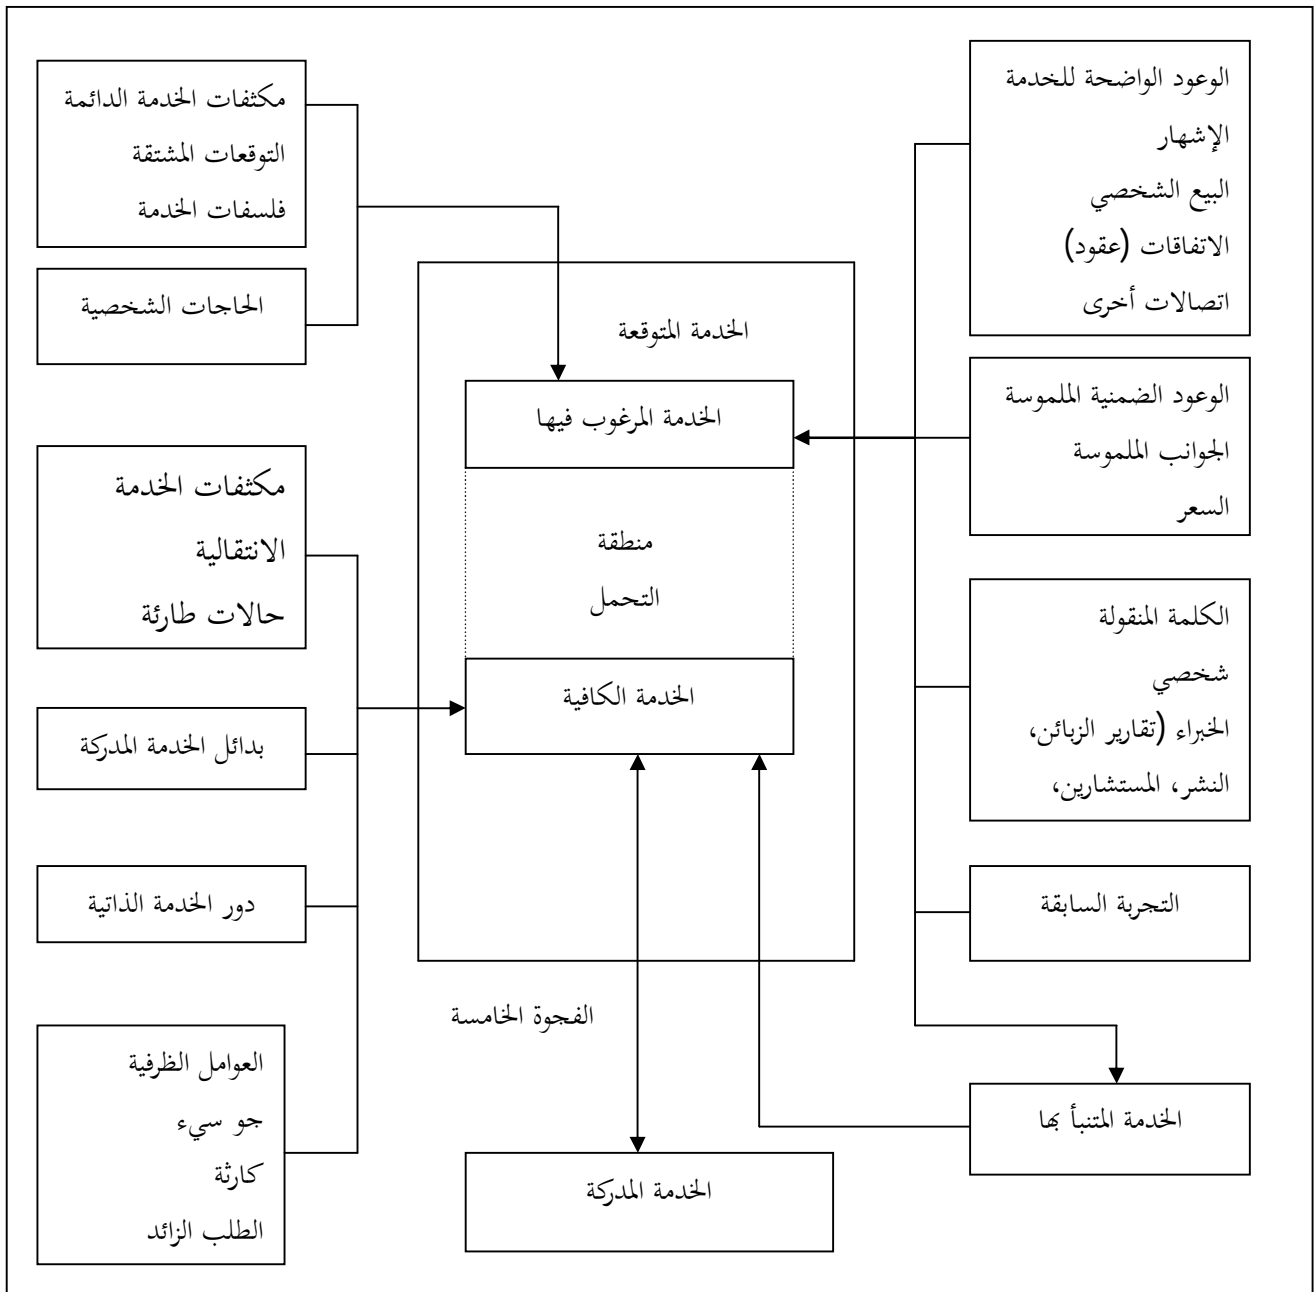 الوعود الواضحة للخدمة
الإشهار
البيع الشخصي
الاتفاقات (عقود)
اتصالات أخرى
مكثفات الخدمة الدائمة
التوقعات المشتقة
فلسفات الخدمة
الحاجات الشخصية
الخدمة المتوقعة
الوعود الضمنية الملموسة
الجوانب الملموسة
السعر
الخدمة المرغوب فيها
مكثفات الخدمة
الانتقالية
حالات طارئة
منطقة
التحمل
الكلمة المنقولة
شخصي
الخبراء (تقارير الزبائن،
النشر، المستشارين،
الخدمة الكافية
بدائل الخدمة المدركة
التجربة السابقة
دور الخدمة الذاتية
الفجوة الخامسة
العوامل الظرفية
جو سيء
كارثة
الطلب الزائد
الخدمة المتنبأ بها
الخدمة المدركة